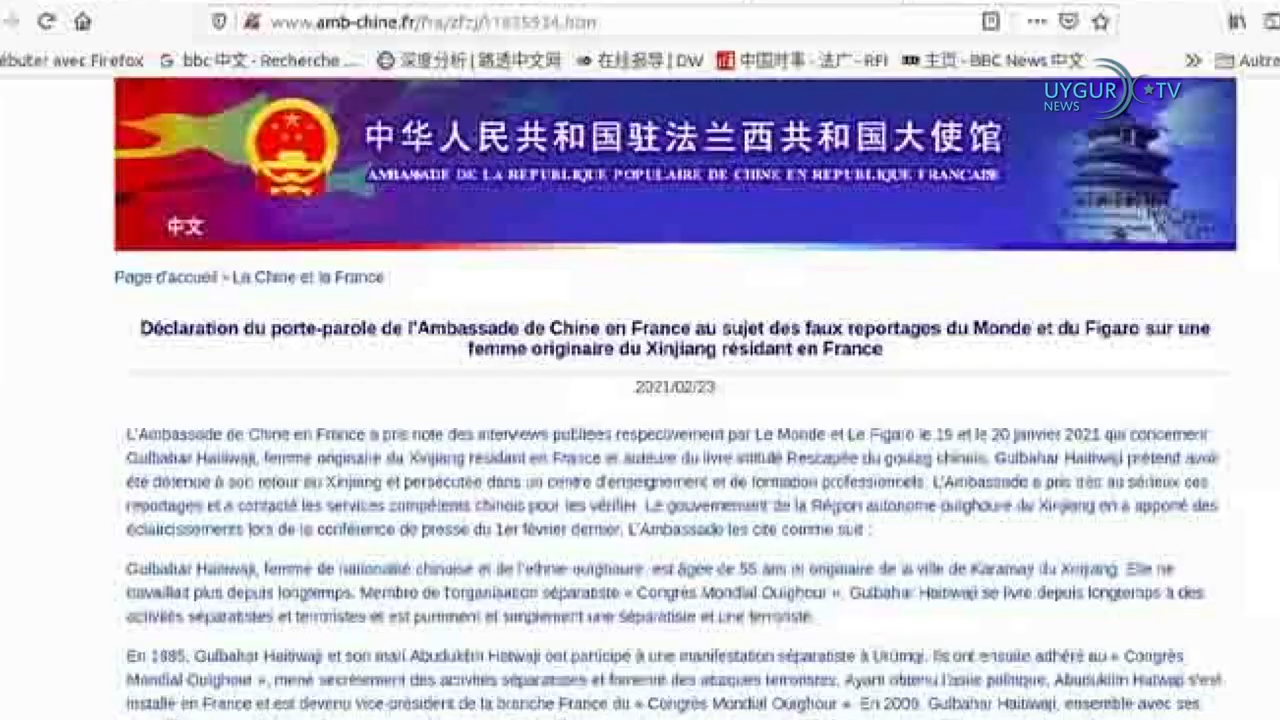 www.amb-chine.fr/fra/zfzj/t1835934.htm
ébuter avec Firefox
bbc 中文 - Recherche ...
深度分析 | 路透中文网
在线报导 | DW
中国时事 - 法广 - RFI
主页 - BBC News 中文
Autre
UYGUR TV
NEWS
中华人民共和国驻法兰西共和国大使馆
AMBASSADE DE LA REPUBLIQUE POPULAIRE DE CHINE EN REPUBLIQUE FRANCAISE
中文
Page d'accueil > La Chine et la France
Déclaration du porte-parole de l'Ambassade de Chine en France au sujet des faux reportages du Monde et du Figaro sur une
femme originaire du Xinjiang résidant en France
2021/02/23
L'Ambassade de Chine en France a pris note des interviews publiées respectivement par Le Monde et Le Figaro le 19 et le 20 janvier 2021 qui concernent
Gulbahar Haitiwaji, femme originaire du Xinjiang résidant en France et auteure du livre intitulé Rescapée du goulag chinois. Gulbahar Haitiwaji prétend avoir
été détenue à son retour au Xinjiang et persécutée dans un centre d'enseignement et de formation professionnels. L'Ambassade a pris très au sérieux ces
reportages et a contacté les services compétents chinois pour les vérifier. Le gouvernement de la Région autonome ouïghoure du Xinjiang en a apporté des
éclaircissements lors de la conférence de presse du 1er février dernier. L'Ambassade les cite comme suit :
Gulbahar Haitiwaji, femme de nationalité chinoise et de l'ethnie ouïghoure, est âgée de 55 ans et originaire de la ville de Karamay du Xinjiang. Elle ne
travaillait plus depuis longtemps. Membre de l'organisation séparatiste « Congrès Mondial Ouïghour », Gulbahar Haitiwaji se livre depuis longtemps à des
activités séparatistes et terroristes et est purement et simplement une séparatiste et une terroriste.
En 1985, Gulbahar Haitiwaji et son mari Abudukilim Hatiwaji ont participé à une manifestation séparatiste à Urumqi. Ils ont ensuite adhéré au « Congrès
Mondial Ouïghour », mené secrètement des activités séparatistes et fomenté des attaques terroristes. Ayant obtenu l'asile politique, Abudukilim Hatiwaji s'est
installé en France et est devenu vice-président de la branche France du « Congrès Mondial Ouïghour ». En 2009, Gulbahar Haitiwaji, ensemble avec ses